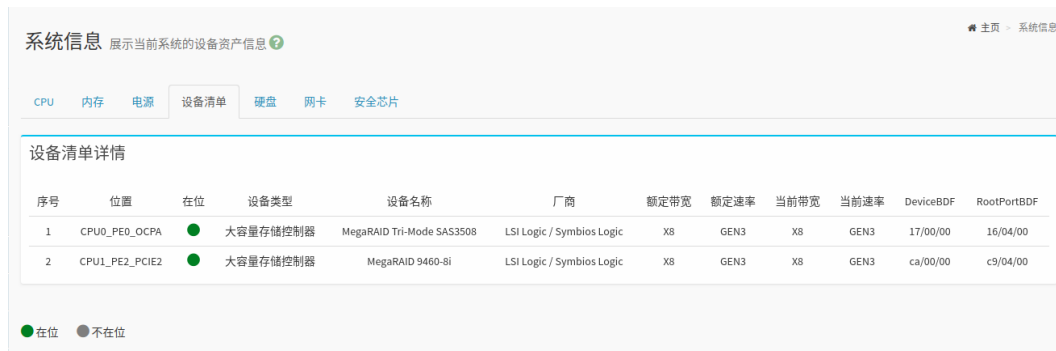 系统信息 展示当前系统的设备资产信息 ?
主页 > 系统信息
CPU 内存 电源 设备清单 硬盘 网卡 安全芯片
设备清单详情
序号 位置 在位 设备类型 设备名称 厂商 额定带宽 额定速率 当前带宽 当前速率 DeviceBDF RootPortBDF
1 CPU0_PE0_OCPA 大容量存储控制器 MegaRAID Tri-Mode SAS3508 LSI Logic / Symbios Logic X8 GEN3 X8 GEN3 17/00/00 16/04/00
2 CPU1_PE2_PCIE2 大容量存储控制器 MegaRAID 9460-8i LSI Logic / Symbios Logic X8 GEN3 X8 GEN3 ca/00/00 c9/04/00
在位 不在位